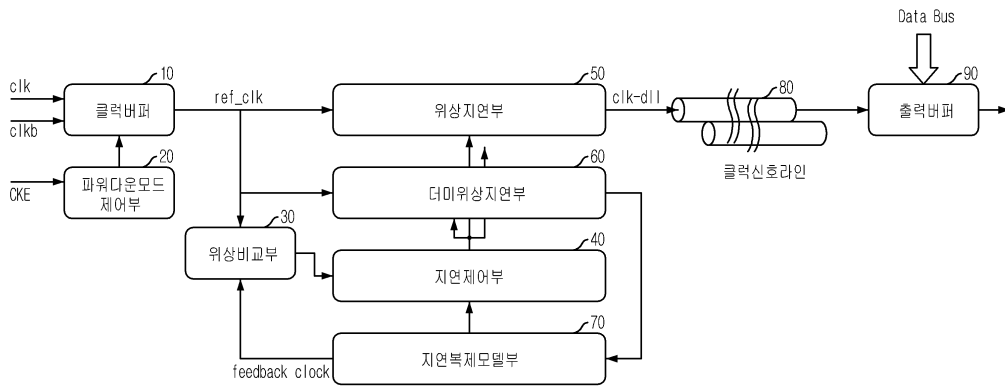 Data Bus
clk
10
50
80
90
클럭버퍼
ref_clk
위상지연부
clk-dll
출력버퍼
clkb
20
60
클럭신호라인
CKE
파워다운모드
제어부
더미위상지연부
30
위상비교부
40
지연제어부
70
feedback clock
지연복제모델부